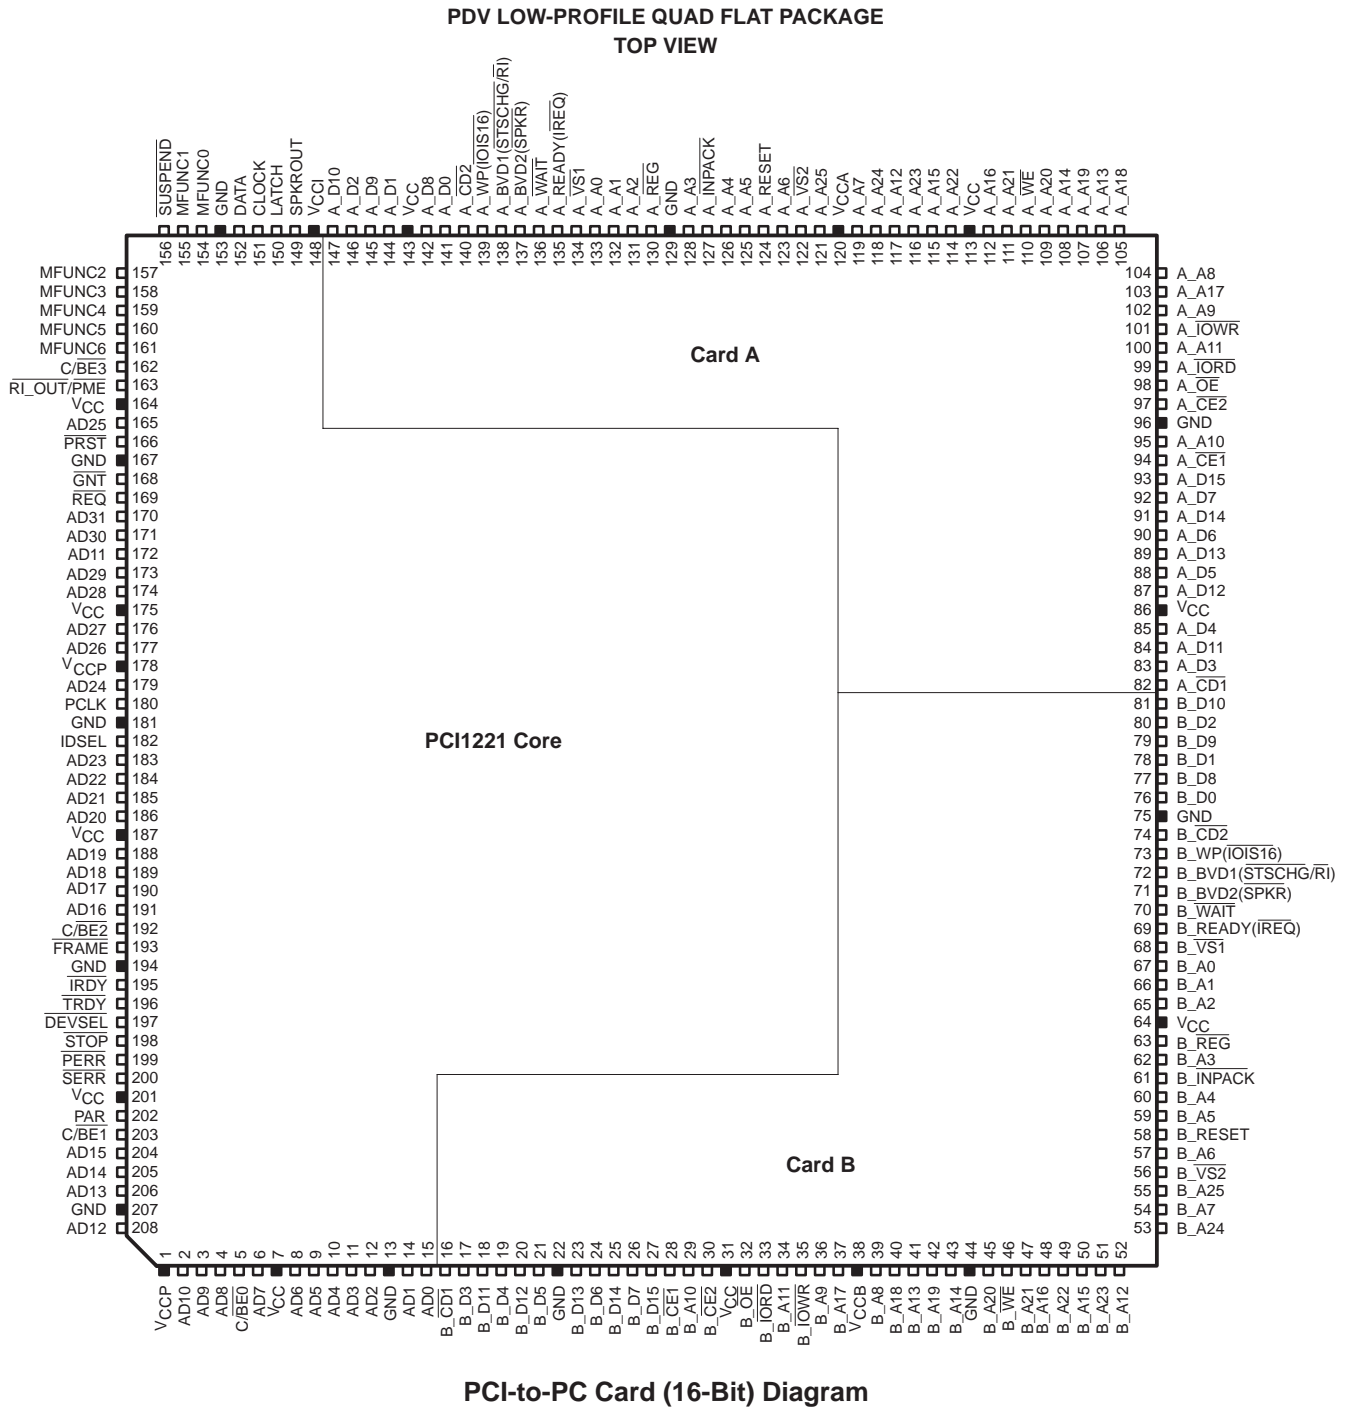 PDV LOW-PROFILE QUAD FLAT PACKAGE
TOP VIEW
SUSPEND
MFUNC1
MFUNC0
GND
DATA
CLOCK
LATCH
SPKROUT
VCCI
A_D10
A_D2
A_D9
A_D1
VCC
A_D8
A_D0
A_CD2
A_WP(IOIS16)
A_BVD1(STSCHG/RI)
A_BVD2(SPKR)
A_WAIT
A_READY(IREQ)
A_VS1
A_A0
A_A1
A_A2
A_REG
GND
A_A3
A_INPACK
A_A4
A_A5
A_RESET
A_A6
A_VS2
A_A25
VCCA
A_A7
A_A24
A_A12
A_A23
A_A15
A_A22
VCC
A_A16
A_A21
A_WE
A_A20
A_A14
A_A19
A_A13
A_A18
156
155
154
153
152
151
150
149
148
147
146
145
144
143
142
141
140
139
138
137
136
135
134
133
132
131
130
129
128
127
126
125
124
123
122
121
120
119
118
117
116
115
114
113
112
111
110
109
108
107
106
105
MFUNC2 157
MFUNC3 158
MFUNC4 159
MFUNC5 160
MFUNC6 161
C/BE3 162
RI_OUT/PME 163
VCC 164
AD25 165
PRST 166
GND 167
GNT 168
REQ 169
AD31 170
AD30 171
AD11 172
AD29 173
AD28 174
VCC 175
AD27 176
AD26 177
VCCP 178
AD24 179
PCLK 180
GND 181
IDSEL 182
AD23 183
AD22 184
AD21 185
AD20 186
VCC 187
AD19 188
AD18 189
AD17 190
AD16 191
C/BE2 192
FRAME 193
GND 194
IRDY 195
TRDY 196
DEVSEL 197
STOP 198
PERR 199
SERR 200
VCC 201
PAR 202
C/BE1 203
AD15 204
AD14 205
AD13 206
GND 207
AD12 208
Card A
PCI1221 Core
Card B
104 A_A8
103 A_A17
102 A_A9
101 A_IOWR
100 A_A11
99 A_IORD
98 A_OE
97 A_CE2
96 GND
95 A_A10
94 A_CE1
93 A_D15
92 A_D7
91 A_D14
90 A_D6
89 A_D13
88 A_D5
87 A_D12
86 VCC
85 A_D4
84 A_D11
83 A_D3
82 A_CD1
81 B_D10
80 B_D2
79 B_D9
78 B_D1
77 B_D8
76 B_D0
75 GND
74 B_CD2
73 B_WP(IOIS16)
72 B_BVD1(STSCHG/RI)
71 B_BVD2(SPKR)
70 B_WAIT
69 B_READY(IREQ)
68 B_VS1
67 B_A0
66 B_A1
65 B_A2
64 VCC
63 B_REG
62 B_A3
61 B_INPACK
60 B_A4
59 B_A5
58 B_RESET
57 B_A6
56 B_VS2
55 B_A25
54 B_A7
53 B_A24
1
2
3
4
5
6
7
8
9
10
11
12
13
14
15
16
17
18
19
20
21
22
23
24
25
26
27
28
29
30
31
32
33
34
35
36
37
38
39
40
41
42
43
44
45
46
47
48
49
50
51
52
VCCP
AD10
AD9
AD8
C/BE0
AD7
VCC
AD6
AD5
AD4
AD3
AD2
GND
AD1
AD0
B_CD1
B_D3
B_D11
B_D4
B_D12
B_D5
GND
B_D13
B_D6
B_D14
B_D7
B_D15
B_CE1
B_A10
B_CE2
VCC
B_OE
B_IORD
B_A11
B_IOWR
B_A9
B_A17
VCCB
B_A8
B_A18
B_A13
B_A19
B_A14
GND
B_A20
B_WE
B_A21
B_A16
B_A22
B_A15
B_A23
B_A12
PCI-to-PC Card (16-Bit) Diagram